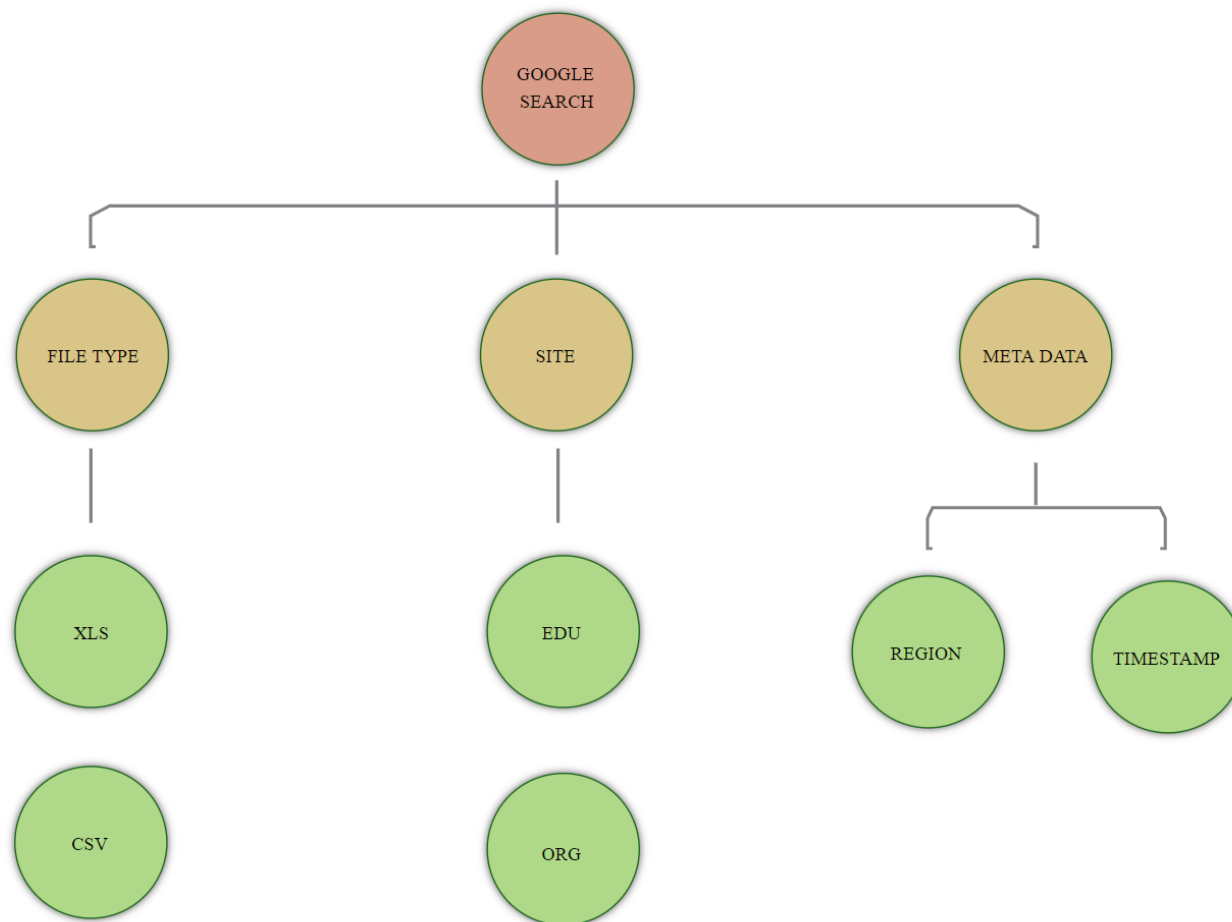 GOOGLE
SEARCH
FILE TYPE
SITE
META DATA
XLS
EDU
REGION
TIMESTAMP
CSV
ORG